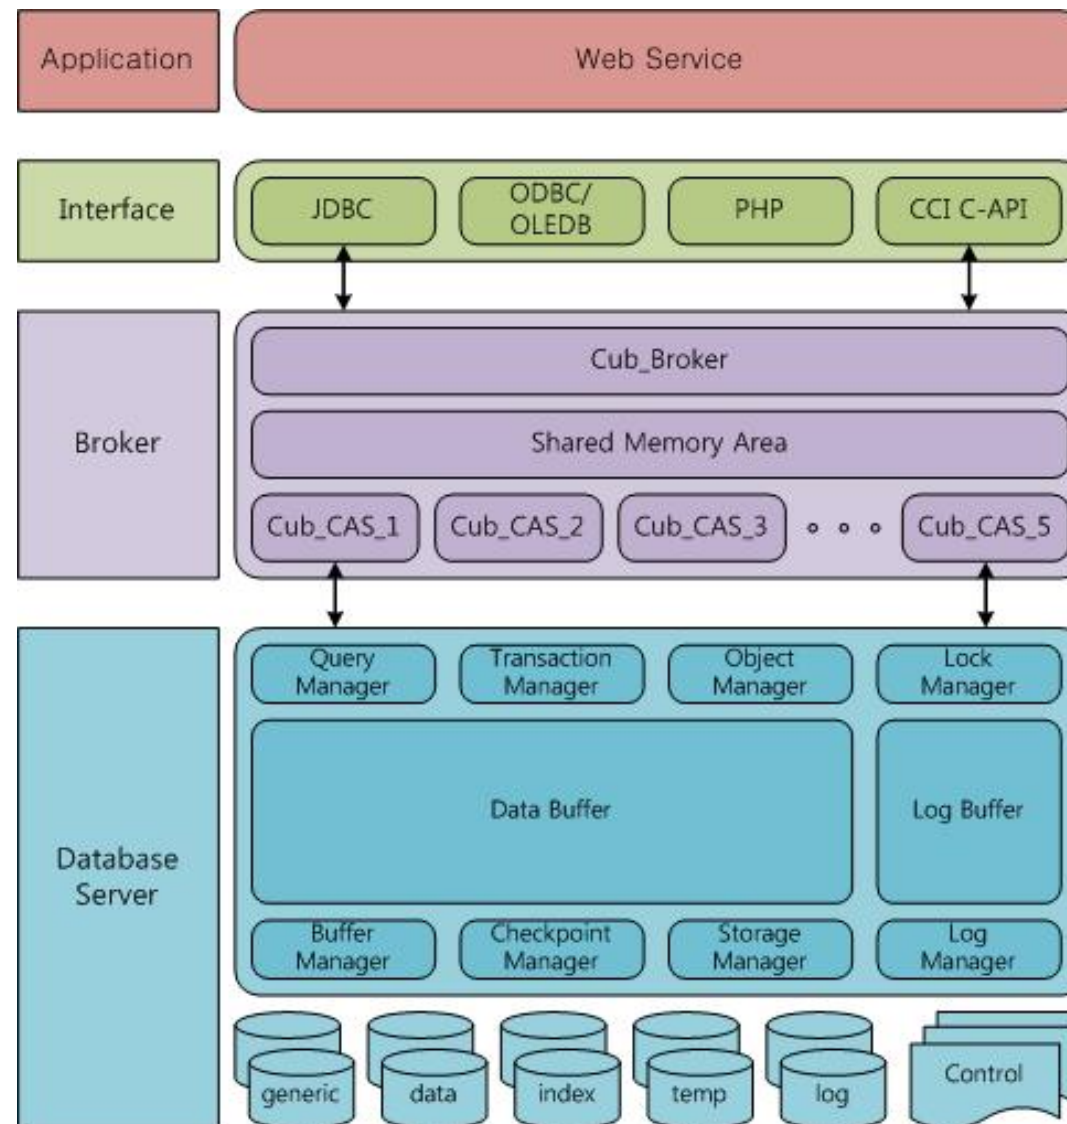 Application
Web Service
Interface
JDBC
ODBC/
OLEDB
PHP
CCI C-API
Broker
Cub_Broker
Shared Memory Area
Cub_CAS_1
Cub_CAS_2
Cub_CAS_3
Cub_CAS_5
Database
Server
Query
Manager
Transaction
Manager
Object
Manager
Lock
Manager
Data Buffer
Log Buffer
Buffer
Manager
Checkpoint
Manager
Storage
Manager
Log
Manager
generic
data
index
temp
log
Control